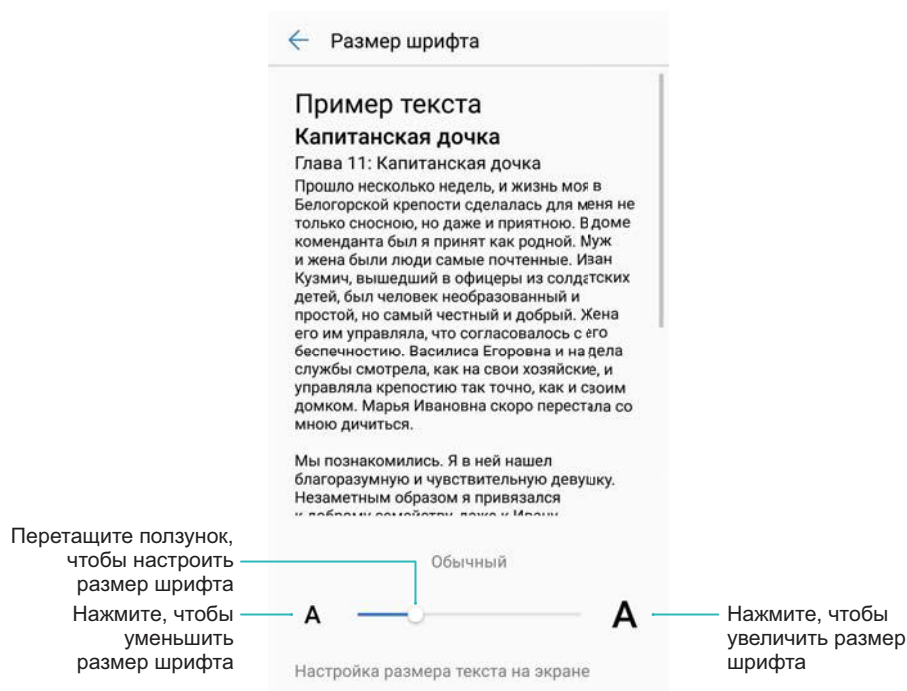 Размер шрифта
Пример текста
Капитанская дочка
Глава 11: Капитанская дочка
Прошло несколько недель, и жизнь моя в
Белогорской крепости сделалась для меня не
только сносною, но даже и приятною. В доме
коменданта был я принят как родной. Муж
и жена были люди самые почтенные. Иван
Кузмич, вышедший в офицеры из солдатских
детей, был человек необразованный и
простой, но самый честный и добрый. Жена
его им управляла, что согласовалось с его
беспечностию. Василиса Егоровна и на дела
службы смотрела, как на свои хозяйские, и
управляла крепостию так точно, как и своим
домком. Марья Ивановна скоро перестала со
мною дичиться.
Мы познакомились. Я в ней нашел
благоразумную и чувствительную девушку.
Незаметным образом я привязался
к доброму семейству, даже к Ивану
Перетащите ползунок,
чтобы настроить
размер шрифта
Обычный
Нажмите, чтобы
уменьшить
размер шрифта
A
A
Нажмите, чтобы
увеличить размер
шрифта
Настройка размера текста на экране